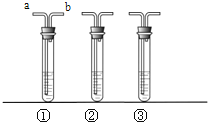 a b
① ② ③